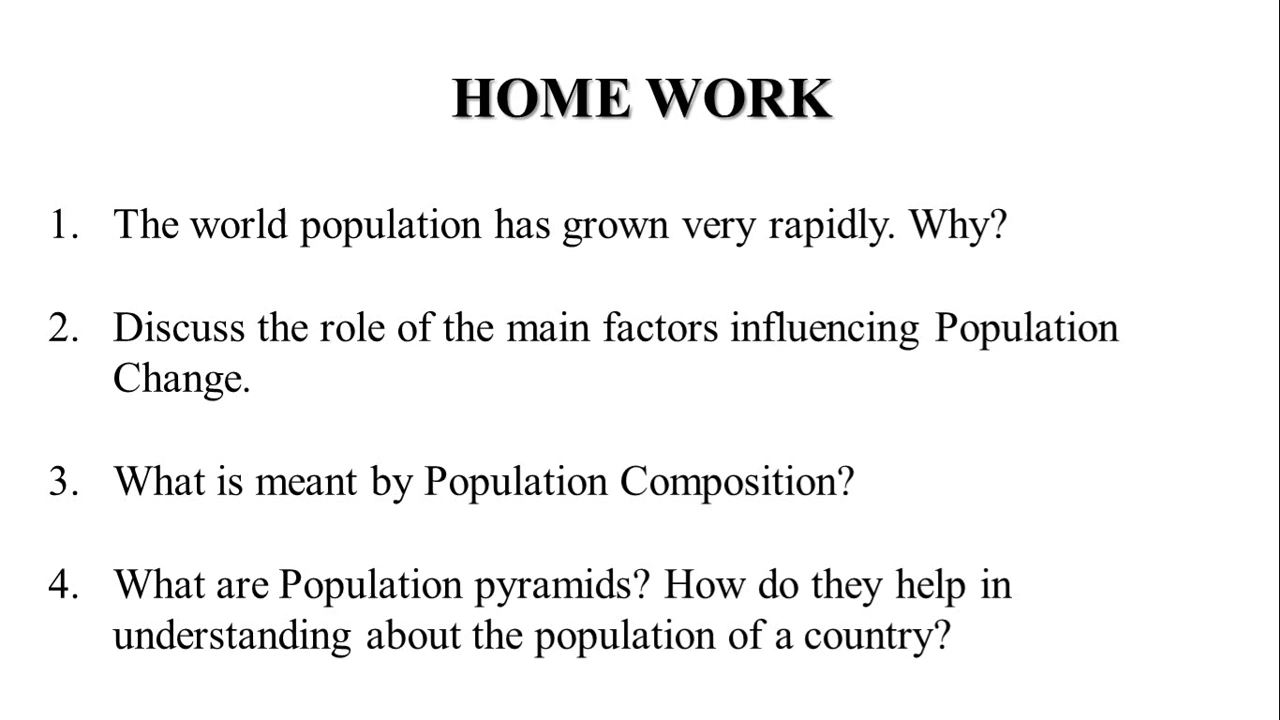 HOME WORK
1. The world population has grown very rapidly. Why?
2. Discuss the role of the main factors influencing Population
Change.
3. What is meant by Population Composition?
4. What are Population pyramids? How do they help in
understanding about the population of a country?